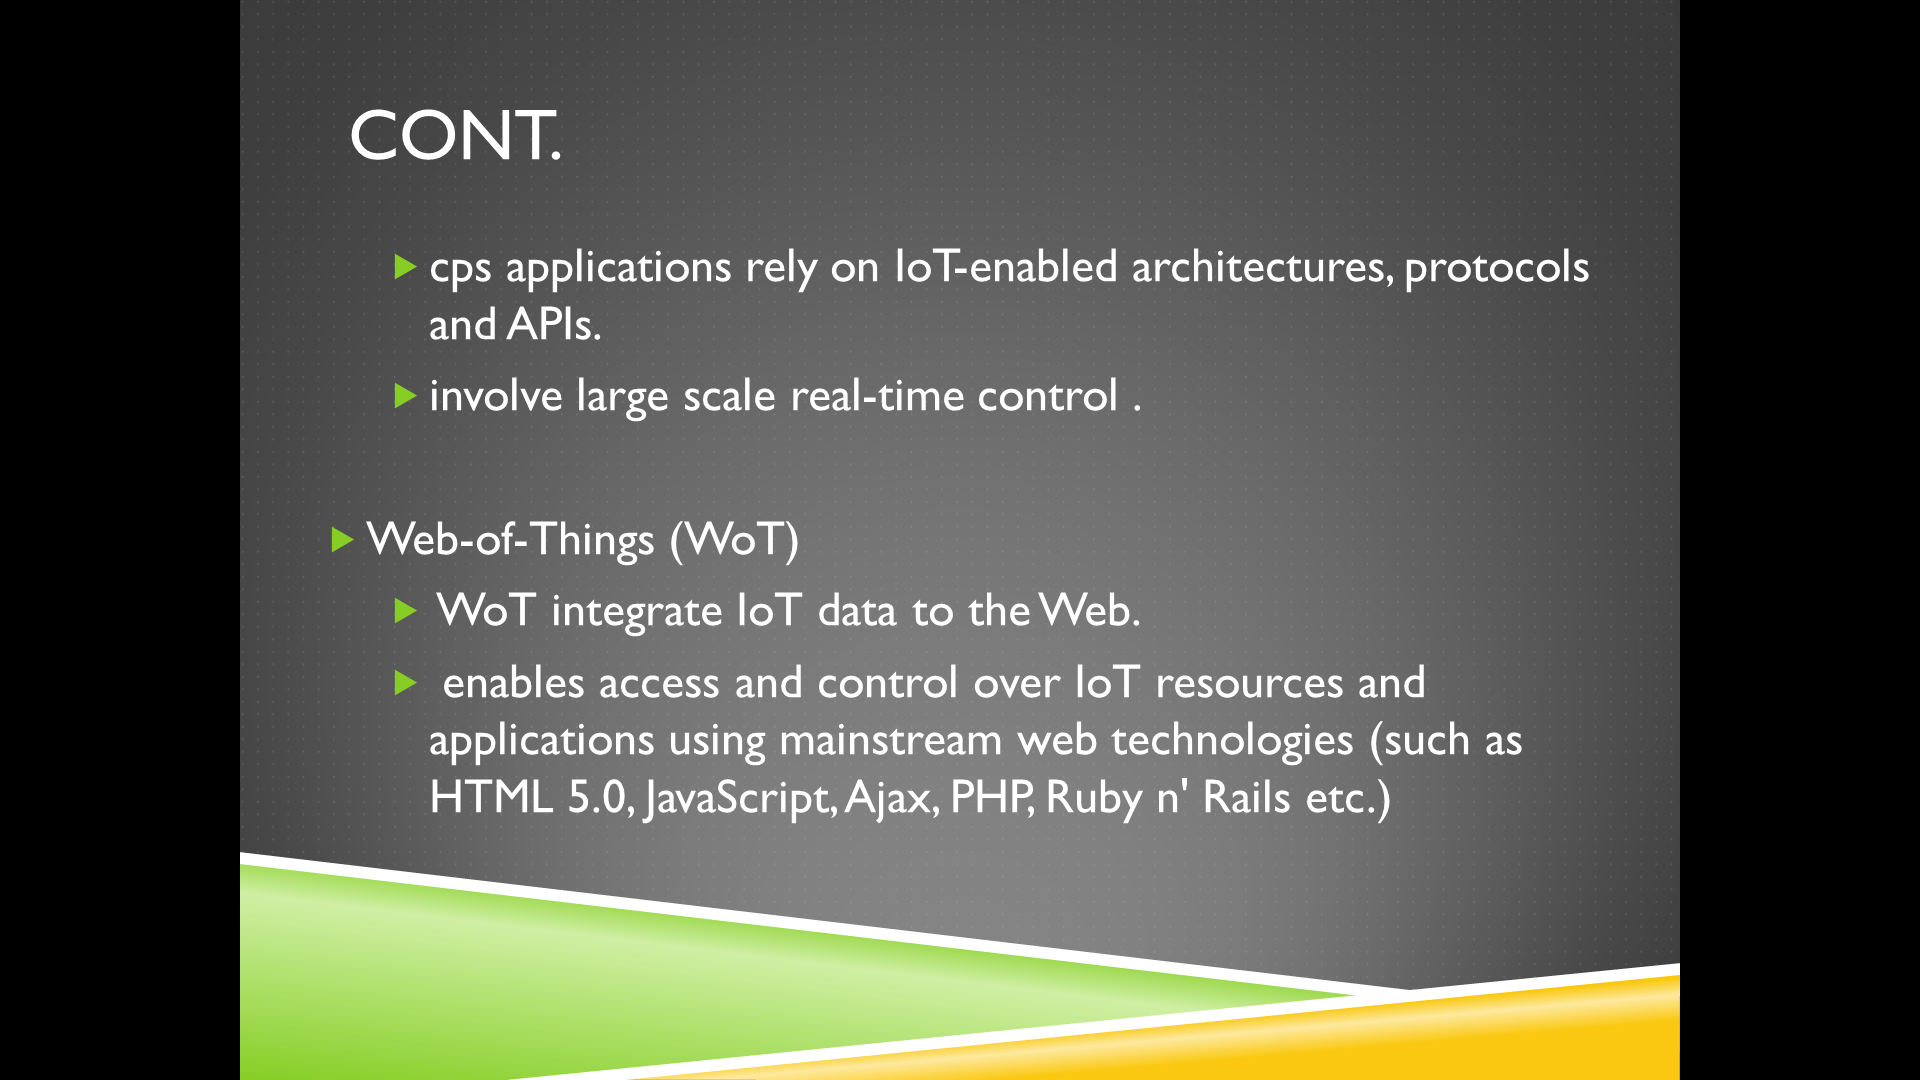 CONT.
cps applications rely on IoT-enabled architectures, protocols
and APIs.
involve large scale real-time control .
Web-of-Things (WoT)
WoT integrate IoT data to the Web.
enables access and control over IoT resources and
applications using mainstream web technologies (such as
HTML 5.0, JavaScript, Ajax, PHP, Ruby n' Rails etc.)